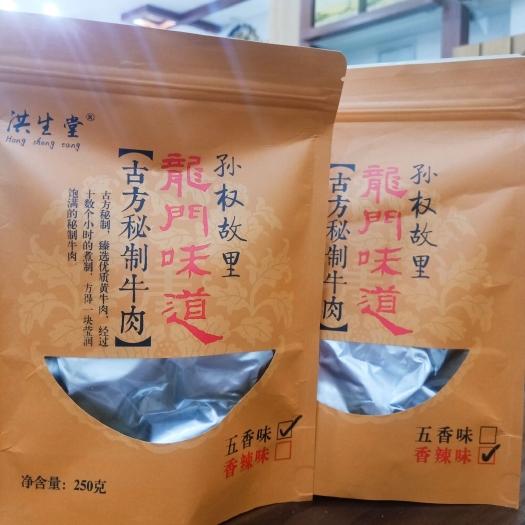 洪生堂®
Hong sheng tang
孙权故里
龍門味道
【古方秘制牛肉】
古方秘制，臻选优质黄牛肉，经过
十数个小时的煮制，方得一块莹润
饱满的秘制牛肉。
五香味
香辣味
净含量：250克
孙权故里
龍門味道
【古方秘制牛肉】
五香味
香辣味